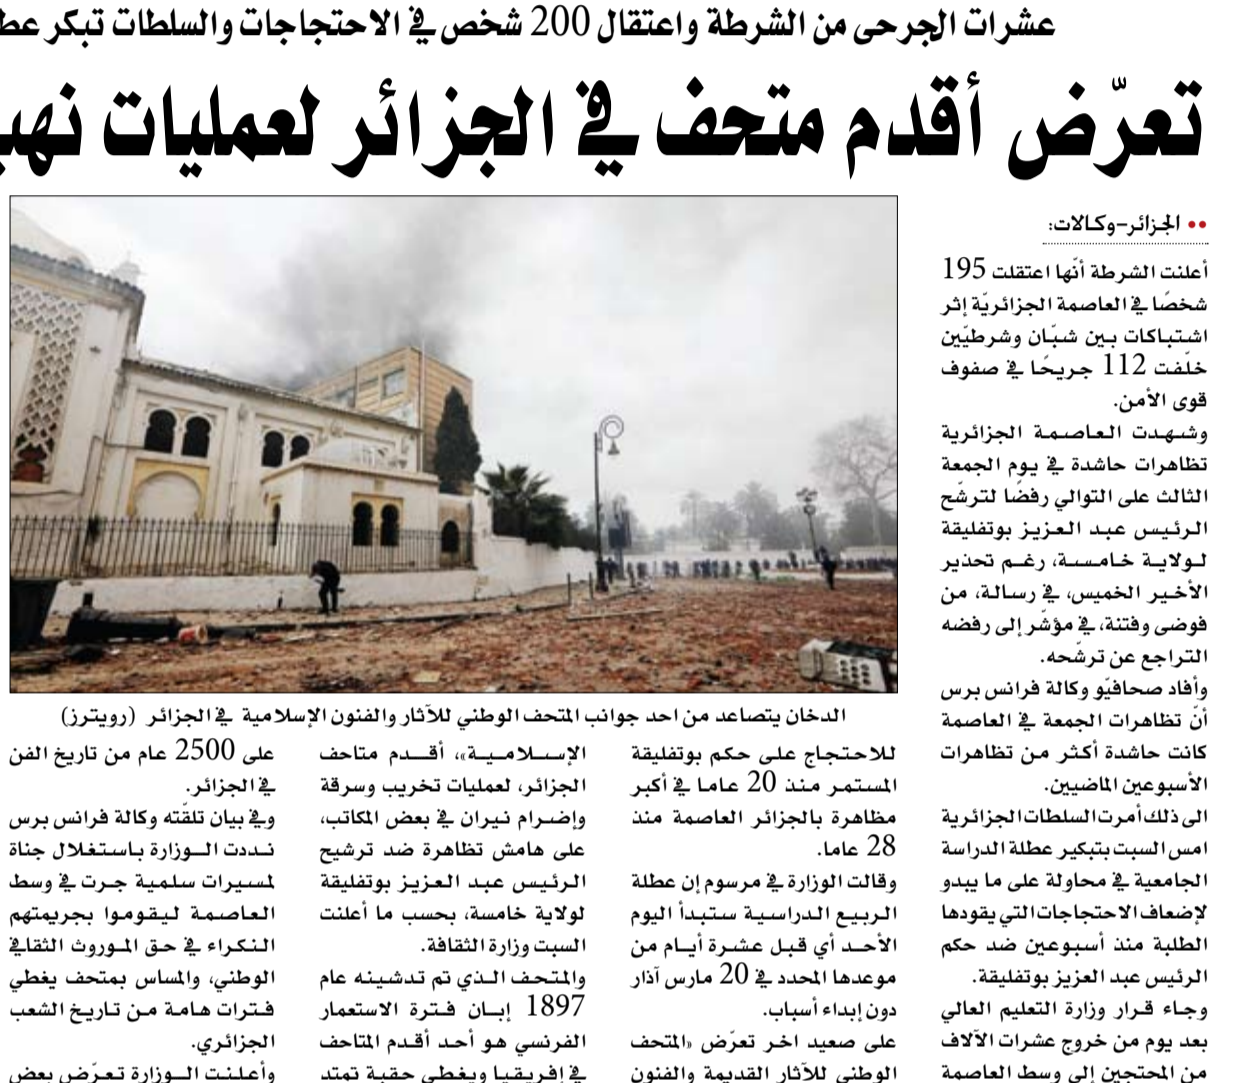 عشرات الجرحى من الشرطة واعتقال 200 شخص في الاحتجاجات والسلطات تبكر
تعرّض أقدم متحف في الجزائر لعمليات
•• الجزائر-وكالات:
أعلنت الشرطة أنّها اعتقلت 195
شخصًا في العاصمة الجزائريّة إثر
اشتباكات بين شبّان وشرطيّين
خلّفت 112 جريحًا في صفوف
قوى الأمن.
وشهدت العاصمة الجزائرية
تظاهرات حاشدة في يوم الجمعة
الثالث على التوالي رفضًا لترشّح
الرئيس عبد العزيز بوتفليقة
لولاية خامسة، رغم تحذير
الأخير الخميس، في رسالة، من
فوضى وفتنة، في مؤشّر إلى رفضه
التراجع عن ترشّحه.
وأفاد صحافيّو وكالة فرانس برس
أنّ تظاهرات الجمعة في العاصمة
كانت حاشدة أكثر من تظاهرات
الأسبوعين الماضيين.
الى ذلك أمرت السلطات الجزائرية
امس السبت بتبكير عطلة الدراسة
الجامعية في محاولة على ما يبدو
لإضعاف الاحتجاجات التي يقودها
الطلبة منذ أسبوعين ضد حكم
الرئيس عبد العزيز بوتفليقة.
وجاء قرار وزارة التعليم العالي
بعد يوم من خروج عشرات الآلاف
من المحتجين إلى وسط العاصمة
الدخان يتصاعد من احد جوانب المتحف الوطني للآثار والفنون الإسلامية في الجزائر (رويترز)
للاحتجاج على حكم بوتفليقة
المستمر منذ 20 عاما في أكبر
مظاهرة بالجزائر العاصمة منذ
28 عاما.
وقالت الوزارة في مرسوم إن عطلة
الربيع الدراسية ستبدأ اليوم
الأحد أي قبل عشرة أيام من
موعدها المحدد في 20 مارس آذار
دون إبداء أسباب.
على صعيد اخر تعرّض «المتحف
الوطني للآثار القديمة والفنون
الإسلامية»، أقدم متاحف
الجزائر، لعمليات تخريب وسرقة
وإضرام نيران في بعض المكاتب،
على هامش تظاهرة ضد ترشيح
الرئيس عبد العزيز بوتفليقة
لولاية خامسة، بحسب ما أعلنت
السبت وزارة الثقافة.
والمتحف الذي تم تدشينه عام
1897 إبان فترة الاستعمار
الفرنسي هو أحد أقدم المتاحف
في إفريقيا ويغطي حقبة تمتد
على 2500 عام من تاريخ الفن
في الجزائر.
وفي بيان تلقّته وكالة فرانس برس
نددت الوزارة باستغلال جناة
لمسيرات سلمية جرت في وسط
العاصمة ليقوموا بجريمتهم
النكراء في حق الموروث الثقافي
الوطني، والمساس بمتحف يغطي
فترات هامة من تاريخ الشعب
الجزائري.
وأعلنت الوزارة تعرّض بعض